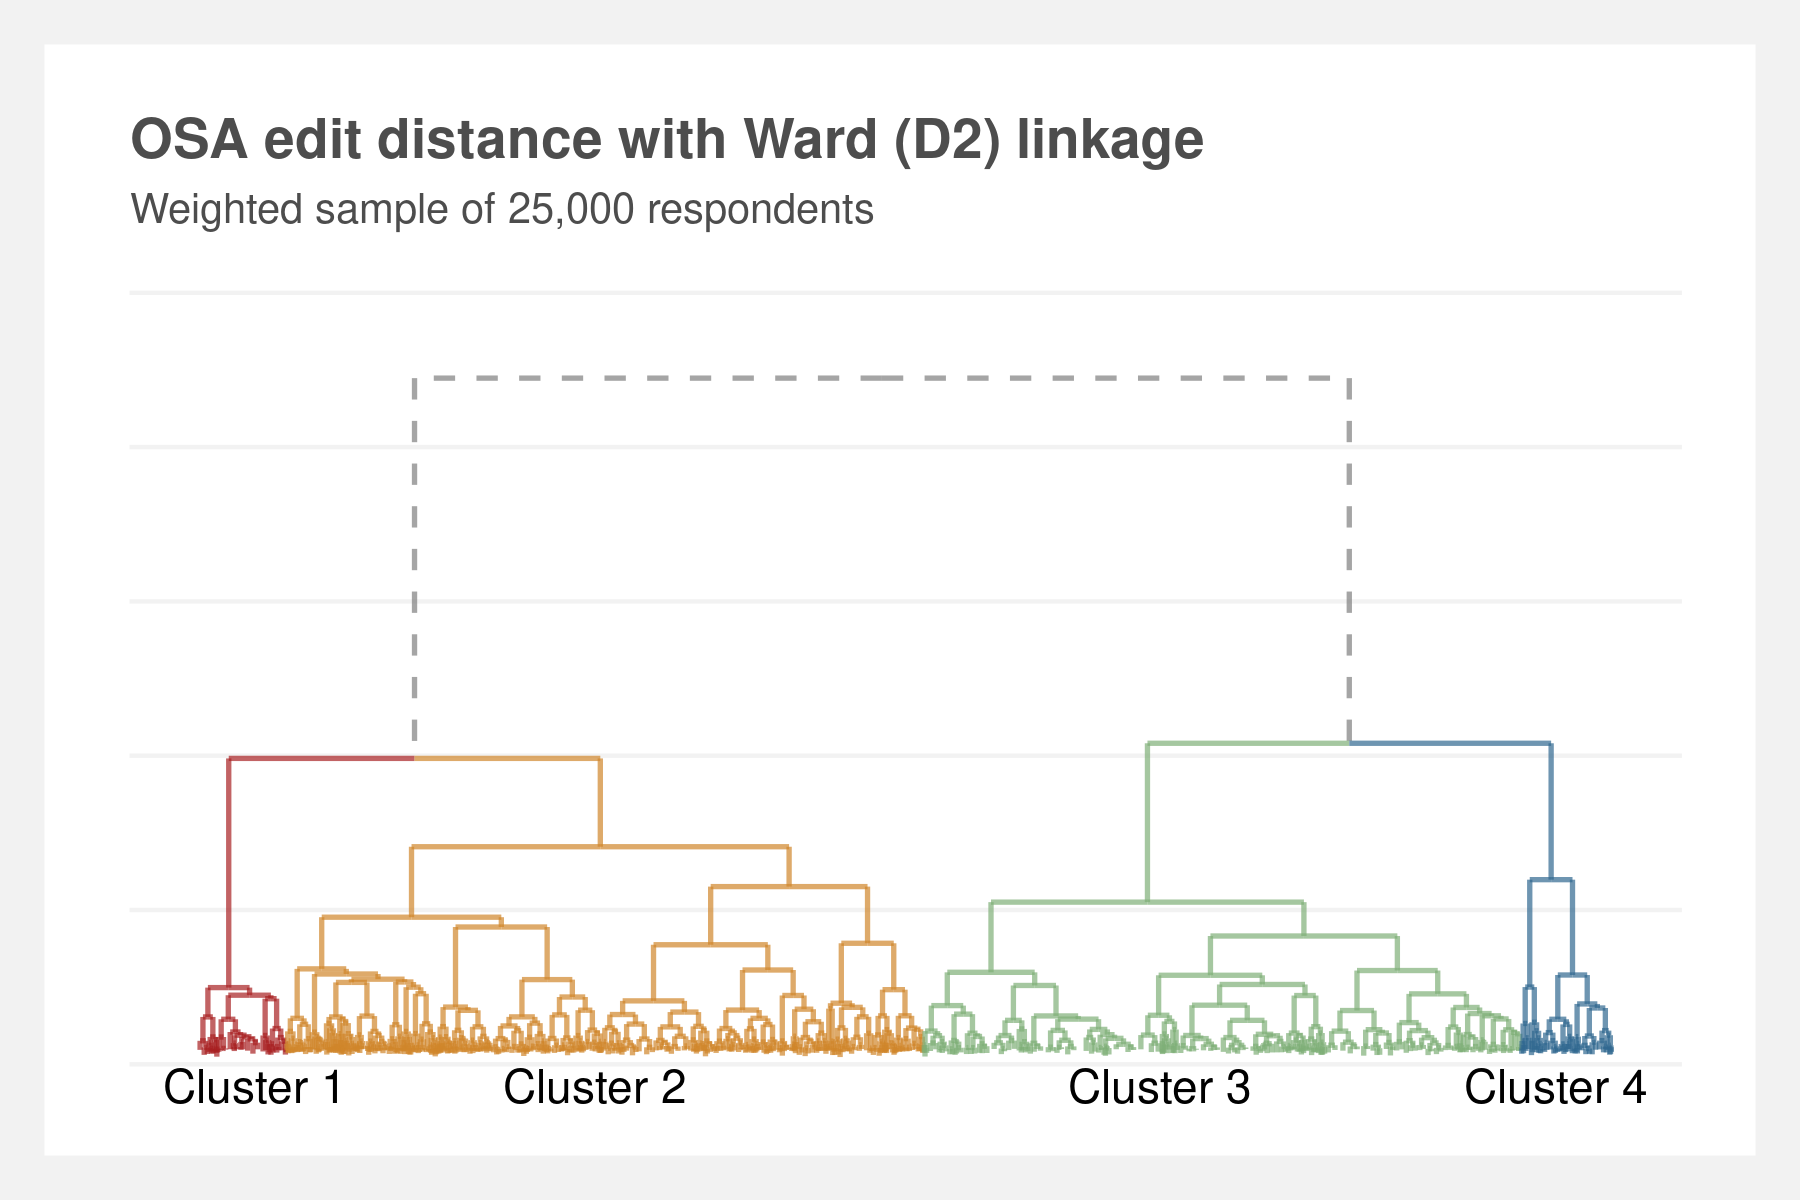 OSA edit distance with Ward (D2) linkage
Weighted sample of 25,000 respondents
Cluster 1 Cluster 2 Cluster 3 Cluster 4